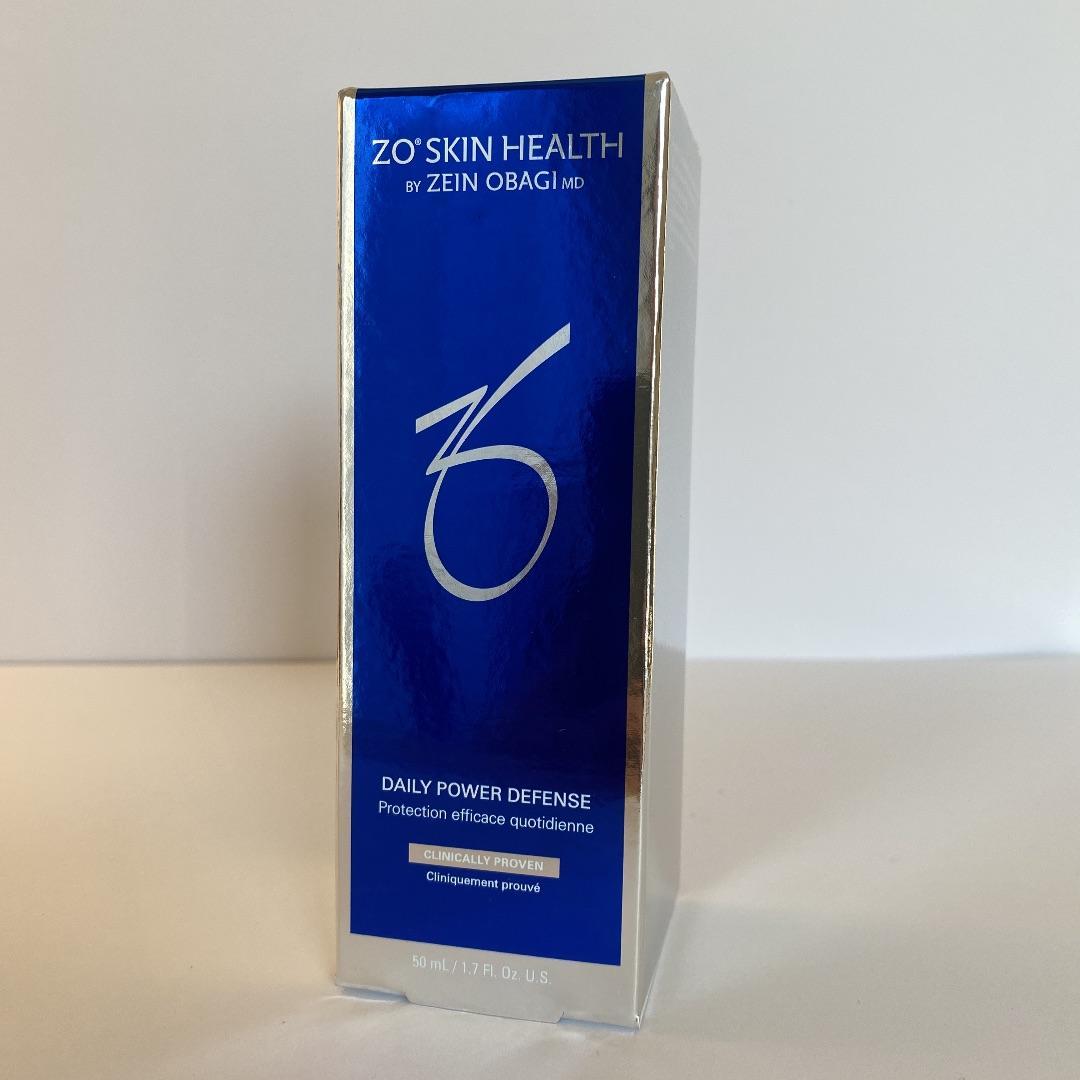 ZO® SKIN HEALTH
BY ZEIN OBAGI MD
DAILY POWER DEFENSE
Protection efficace quotidienne
CLINICALLY PROVEN
Cliniquement prouvé
50 mL / 1.7 Fl. Oz. U.S.